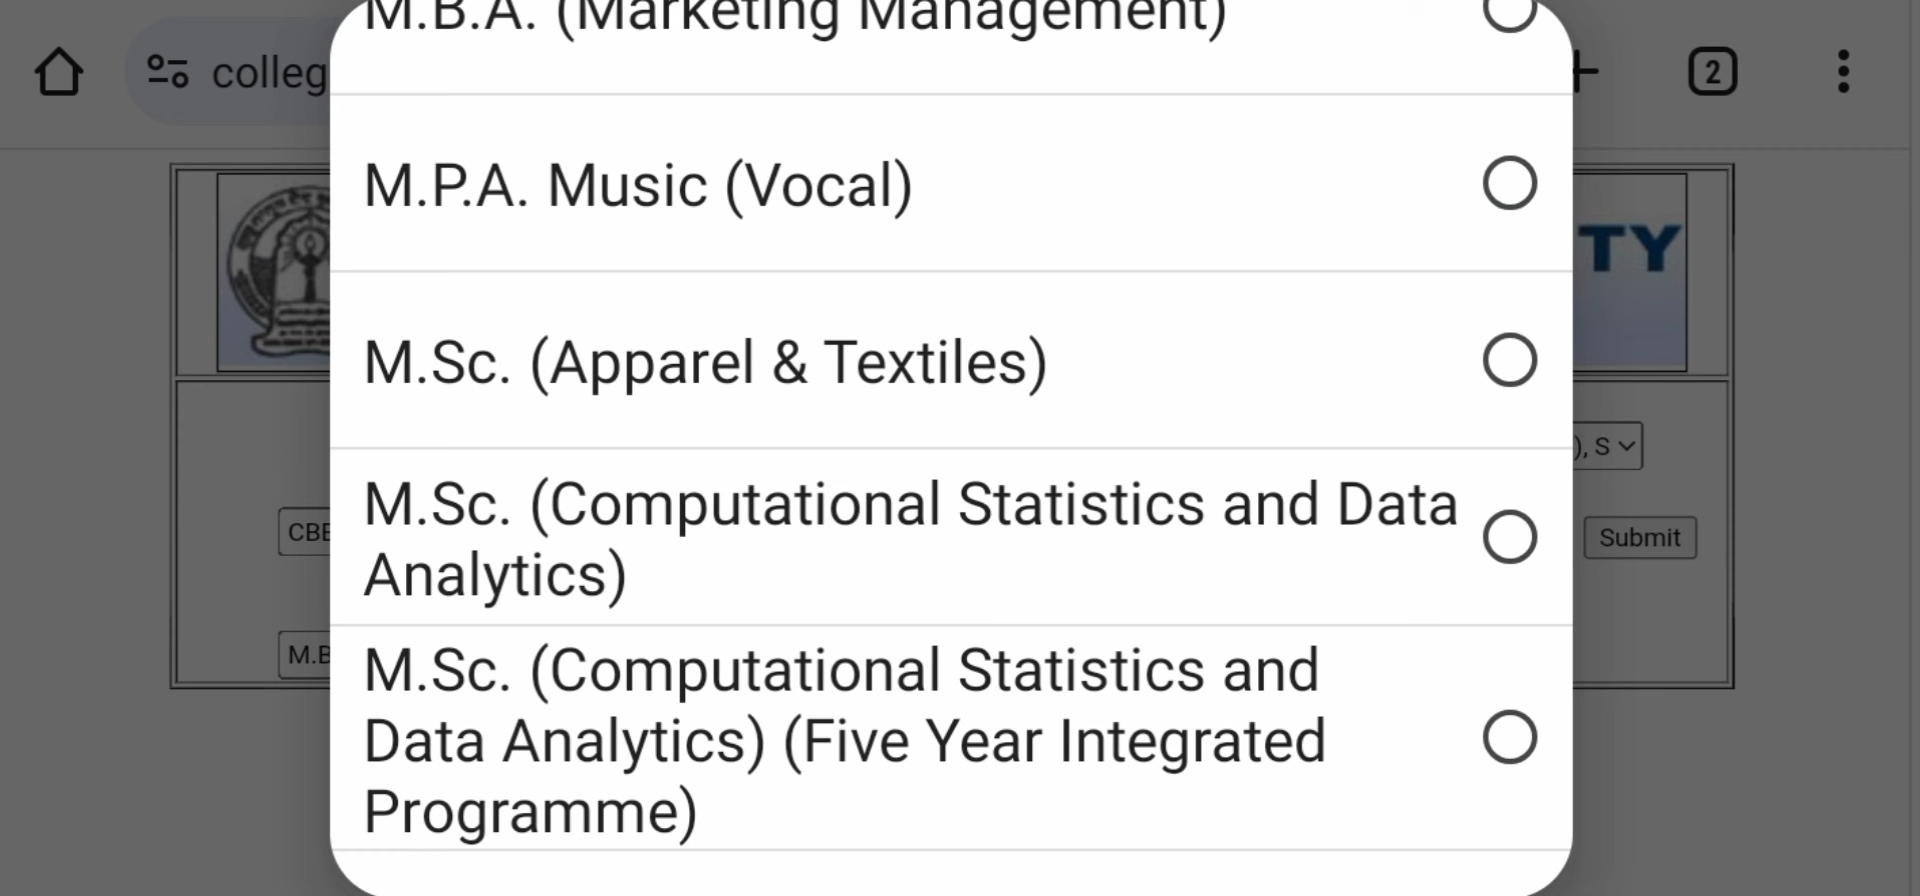 M.B.A. (Marketing Management)
colleg
2
M.P.A. Music (Vocal)
TY
M.Sc. (Apparel & Textiles)
), S
M.Sc. (Computational Statistics and Data
Analytics)
CBE
Submit
M.Sc. (Computational Statistics and
Data Analytics) (Five Year Integrated
Programme)
M.B